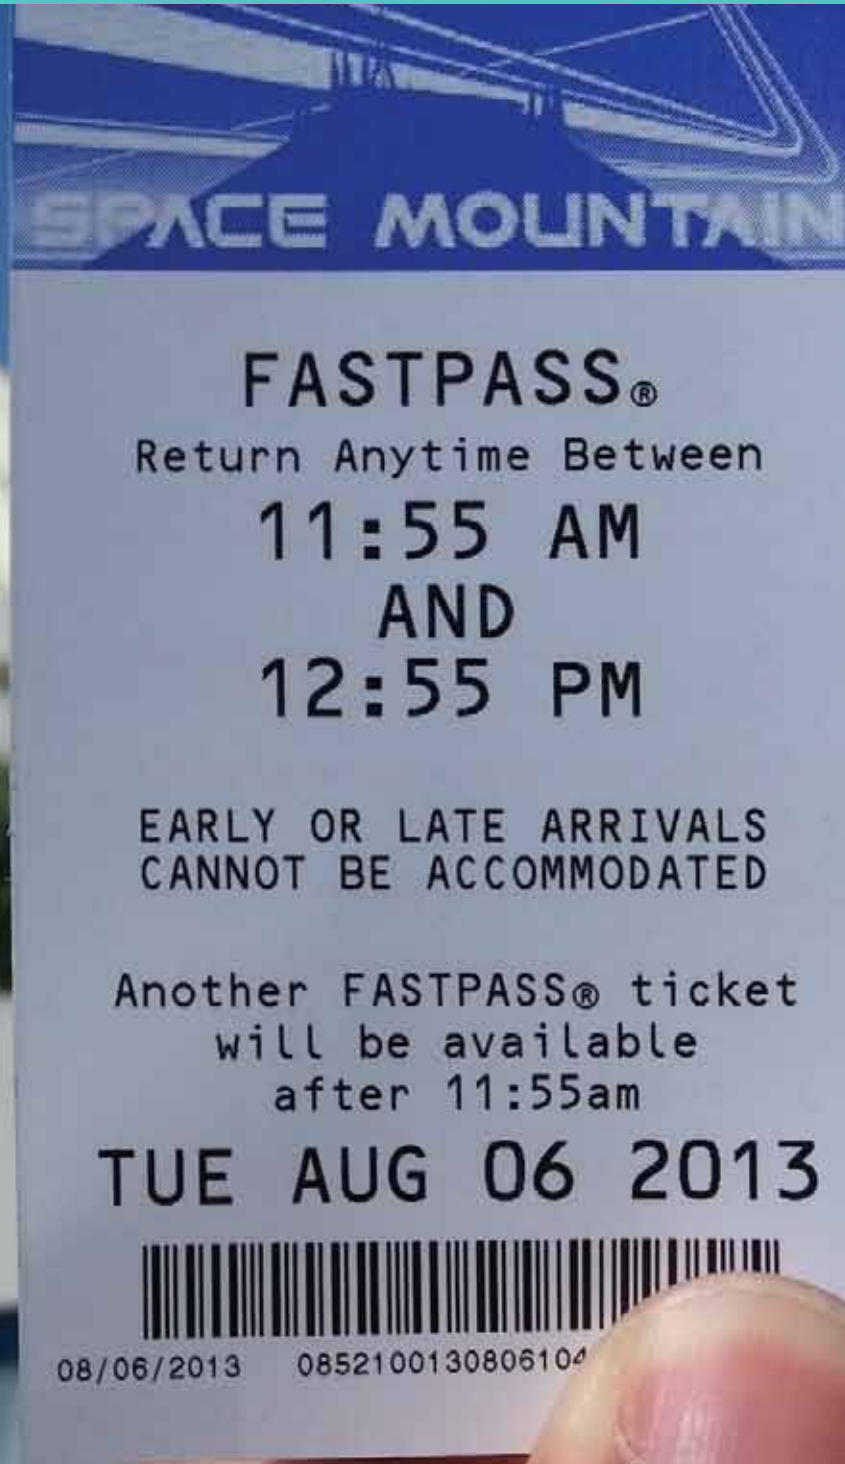 SPACE MOUNTAIN
FASTPASS®
Return Anytime Between
11:55 AM
AND
12:55 PM
EARLY OR LATE ARRIVALS
CANNOT BE ACCOMMODATED
Another FASTPASS® ticket
will be available
after 11:55am
TUE AUG 06 2013
08/06/2013 0852100130806104